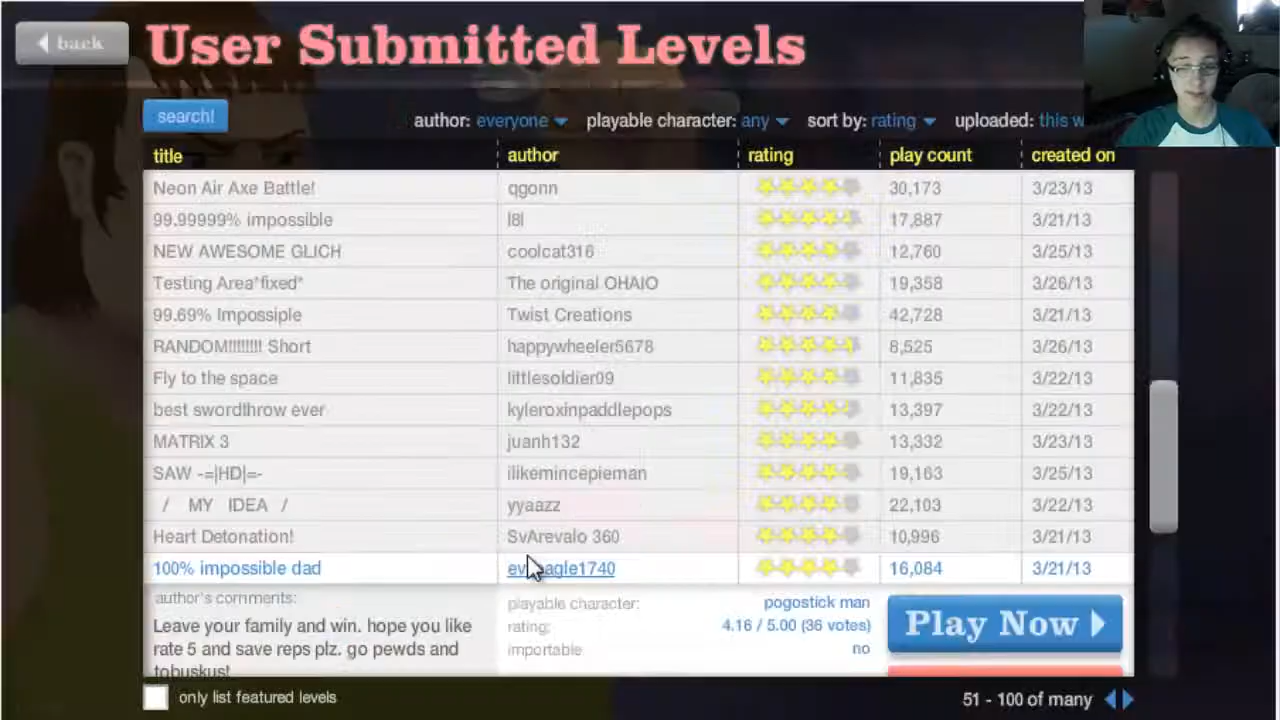 back
User Submitted Levels
search!
author: everyone playable character: any sort by: rating uploaded: this w
title author rating play count created on
Neon Air Axe Battle! qgonn 30,173 3/23/13
99.99999% impossible 17,887 3/21/13
NEW AWESOME GLICH coolcat316 12,760 3/25/13
Testing Area*fixed* The original OHAIO 19,358 3/26/13
99.69% Impossiple Twist Creations 42,728 3/21/13
RANDOM!!!!!!!! Short happywheeler5678 8,525 3/26/13
Fly to the space littlesoldier09 11,835 3/22/13
best swordthrow ever kyleroxinpaddlepops 13,397 3/22/13
MATRIX 3 juanh132 13,332 3/23/13
SAW -=|HD|=- ilikemincepieman 19,163 3/25/13
/ MY IDEA / yyaazz 22,103 3/22/13
Heart Detonation! SvArevalo 360 10,996 3/21/13
100% impossible dad 16,084 3/21/13
author's comments:
Leave your family and win. hope you like
rate 5 and save reps plz. go pewds and
tobuskus!
playable character: pogostick man
rating: 4.16 / 5.00 (36 votes)
importable no
Play Now
only list featured levels
51 - 100 of many